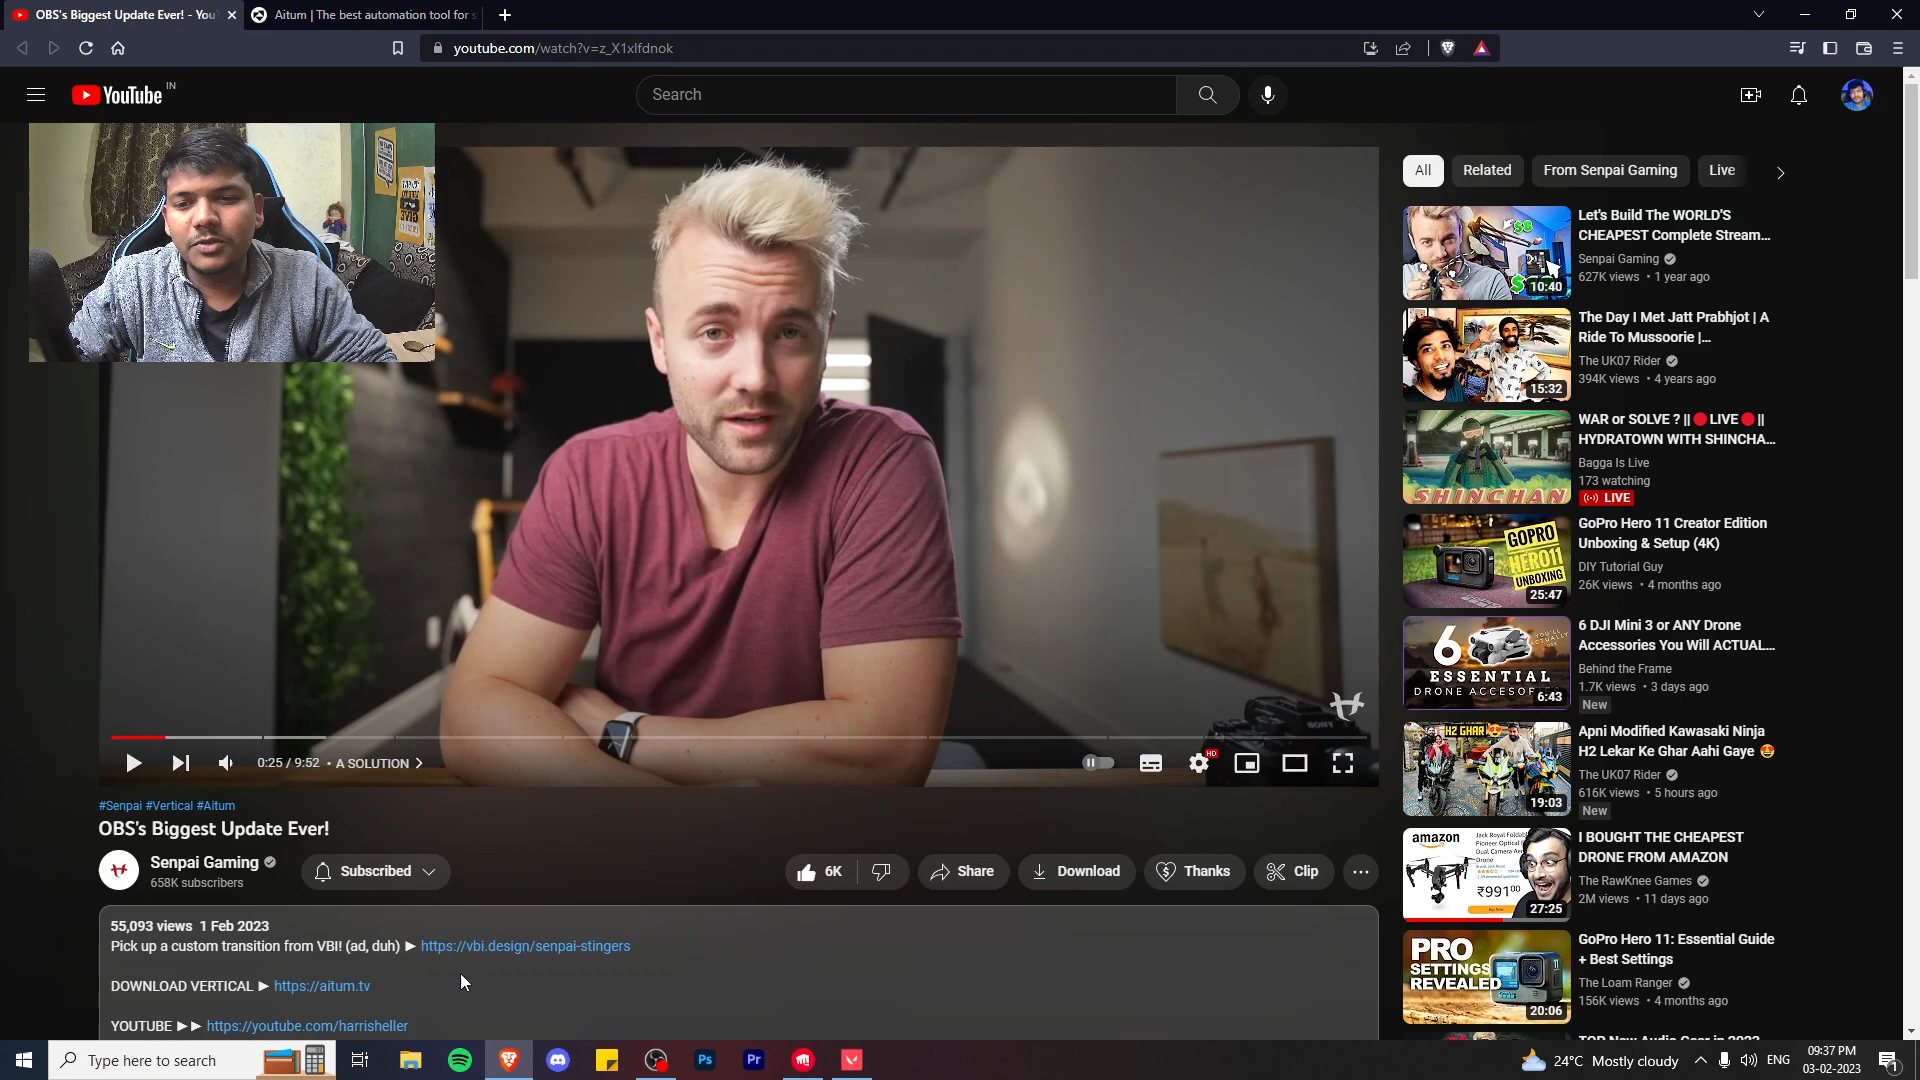 OBS's Biggest Update Ever! - You
Aitum | The best automation tool for s
youtube.com/watch?v=z_X1xlfdnok
YouTube IN
Search
All
Related
From Senpai Gaming
Live
Let's Build The WORLD'S
CHEAPEST Complete Stream...
Senpai Gaming
627K views • 1 year ago
10:40
The Day I Met Jatt Prabhjot | A
Ride To Mussoorie |...
The UK07 Rider
394K views • 4 years ago
15:32
WAR or SOLVE ? || 🔴 LIVE 🔴 ||
HYDRATOWN WITH SHINCHA...
Bagga Is Live
173 watching
LIVE
SHINCHAN
GoPro Hero 11 Creator Edition
Unboxing & Setup (4K)
DIY Tutorial Guy
26K views • 4 months ago
GOPRO
HERO11
UNBOXING
25:47
6 DJI Mini 3 or ANY Drone
Accessories You Will ACTUAL...
Behind the Frame
1.7K views • 3 days ago
New
6
ESSENTIAL
DRONE ACCESOR
6:43
Apni Modified Kawasaki Ninja
H2 Lekar Ke Ghar Aahi Gaye 🤩
The UK07 Rider
616K views • 5 hours ago
New
H2 GHAR
19:03
I BOUGHT THE CHEAPEST
DRONE FROM AMAZON
The RawKnee Games
2M views • 11 days ago
amazon
₹991⁰⁰
27:25
GoPro Hero 11: Essential Guide
+ Best Settings
The Loam Ranger
156K views • 4 months ago
PRO
SETTINGS
REVEALED
20:06
SONY
0:25 / 9:52 • A SOLUTION
HD
#Senpai #Vertical #Aitum
OBS's Biggest Update Ever!
Senpai Gaming
658K subscribers
Subscribed
6K
Share
Download
Thanks
Clip
55,093 views 1 Feb 2023
Pick up a custom transition from VBI! (ad, duh) ► https://vbi.design/senpai-stingers
DOWNLOAD VERTICAL ► https://aitum.tv
YOUTUBE ►► https://youtube.com/harrisheller
Type here to search
Ps
Pr
24°C Mostly cloudy
ENG
09:37 PM
03-02-2023
1